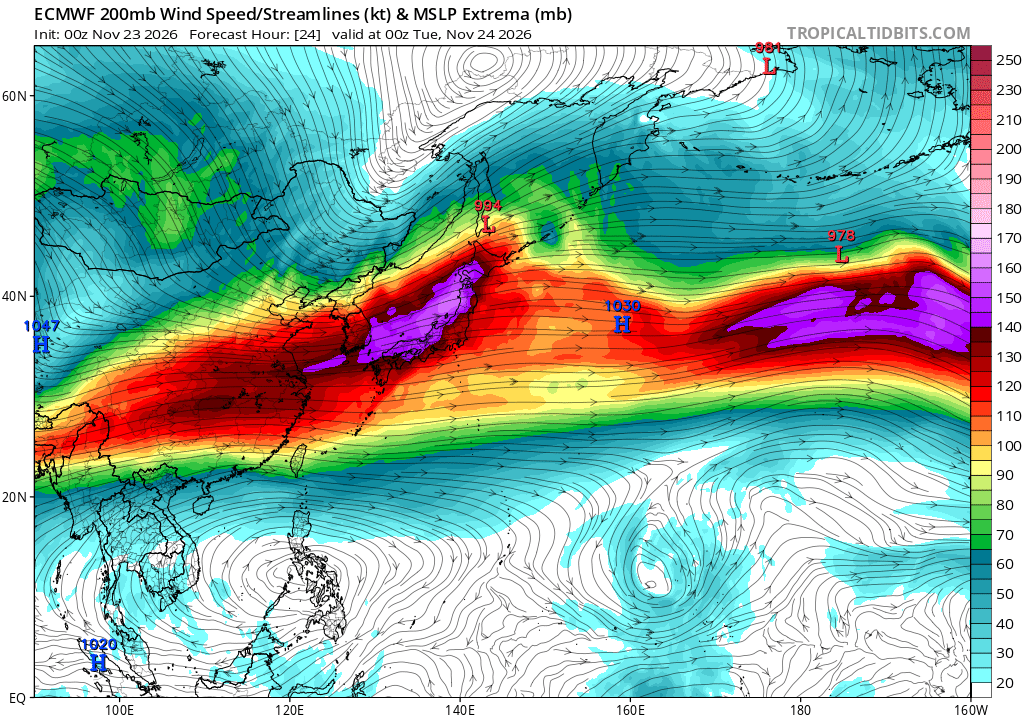 ECMWF 200mb Wind Speed/Streamlines (kt) & MSLP Extrema (mb)
Init: 00z Nov 23 2026 Forecast Hour: [24] valid at 00z Tue, Nov 24 2026
TROPICALTIDBITS.COM
981
L
60N
250
230
220
210
200
190
180
170
160
150
140
130
120
110
100
90
80
70
60
50
40
30
20
994
L
978
L
40N
1047
H
1030
H
20N
1020
H
EQ
100E
120E
140E
160E
180
160W